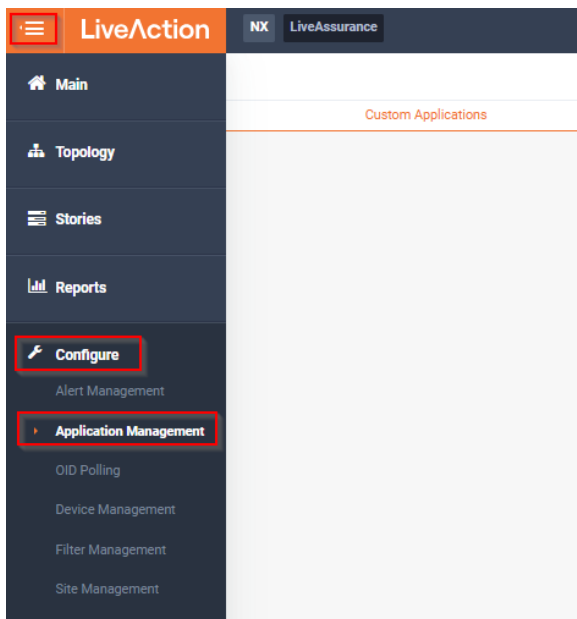 LiveAction
NX LiveAssurance
Main
Custom Applications
Topology
Stories
Reports
Configure
Alert Management
Application Management
OID Polling
Device Management
Filter Management
Site Management